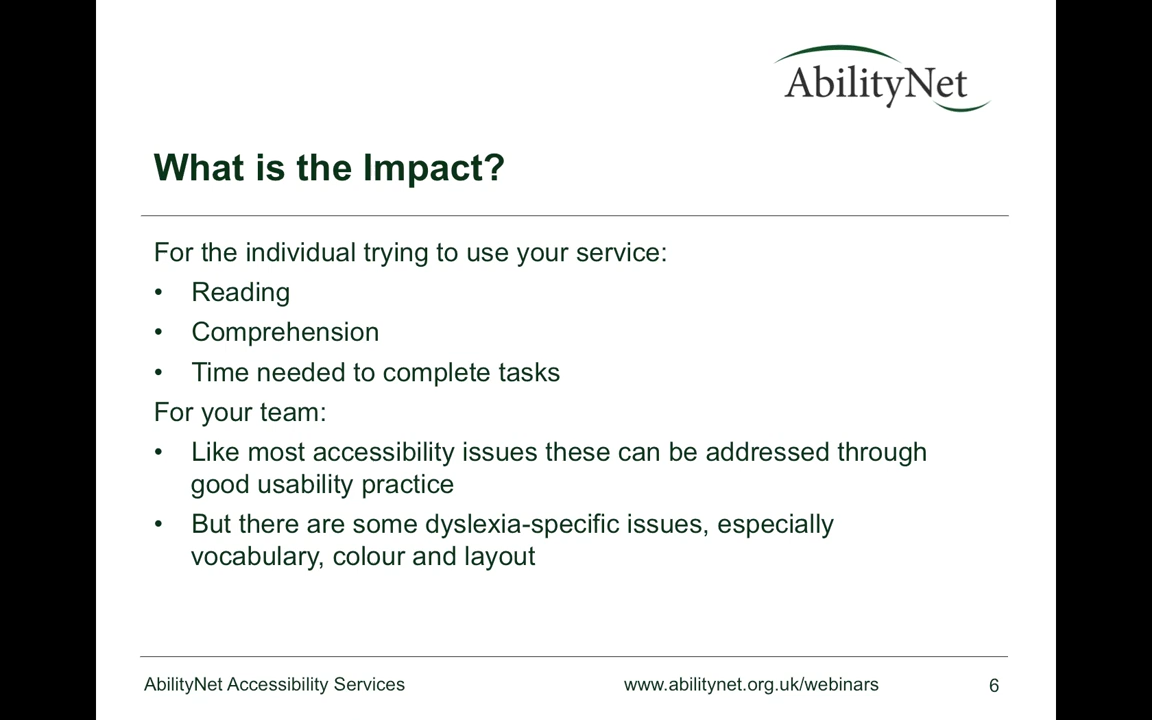 AbilityNet
What is the Impact?
For the individual trying to use your service:
• Reading
• Comprehension
• Time needed to complete tasks
For your team:
• Like most accessibility issues these can be addressed through
good usability practice
• But there are some dyslexia-specific issues, especially
vocabulary, colour and layout
AbilityNet Accessibility Services www.abilitynet.org.uk/webinars 6